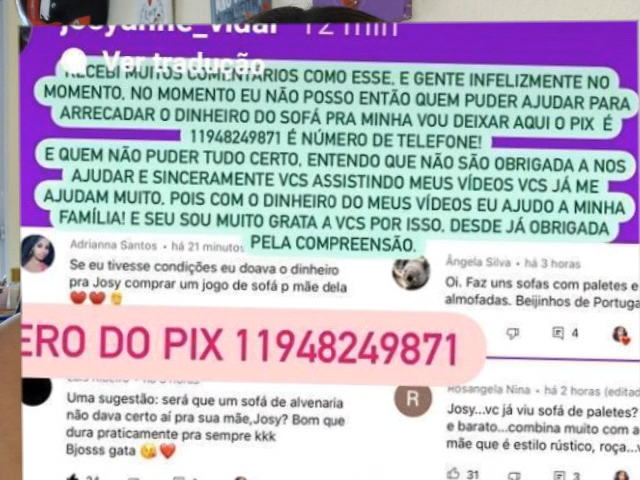 josyanne_vidal 12 min
Ver tradução
RECEBI MUITOS COMENTÁRIOS COMO ESSE, E GENTE INFELIZMENTE NO
MOMENTO, NO MOMENTO EU NÃO POSSO ENTÃO QUEM PUDER AJUDAR PARA
ARRECADAR O DINHEIRO DO SOFÁ PRA MINHA VOU DEIXAR AQUI O PIX É
11948249871 É NÚMERO DE TELEFONE!
E QUEM NÃO PUDER TUDO CERTO, ENTENDO QUE NÃO SÃO OBRIGADA A NOS
AJUDAR E SINCERAMENTE VCS ASSISTINDO MEUS VÍDEOS VCS JÁ ME
AJUDAM MUITO, POIS COM O DINHEIRO DO MEUS VÍDEOS EU AJUDO A MINHA
FAMÍLIA! E SEU SOU MUITO GRATA A VCS POR ISSO, DESDE JÁ OBRIGADA
PELA COMPREENSÃO.
Adrianna Santos • há 21 minutos
Se eu tivesse condições eu doava o dinheiro
pra Josy comprar um jogo de sofá p mãe dela
Ângela Silva • há 3 horas
Oi. Faz uns sofas com paletes e
almofadas. Beijinhos de Portuga
4
ERO DO PIX 11948249871
Uma sugestão: será que um sofá de alvenaria
não dava certo aí pra sua mãe,Josy? Bom que
dura praticamente pra sempre kkk
Bjosss gata
R
Rosangela Nina • há 2 horas (editad
Josy...vc já viu sofá de paletes?
e barato...combina muito com a
mãe que é estilo rústico, roça...
31
3